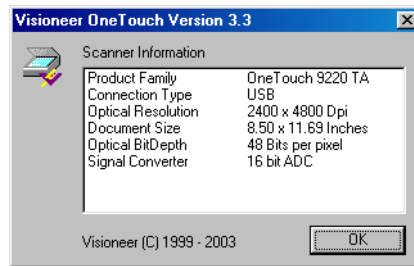 Visioneer OneTouch Version 3.3
Scanner Information
Product Family OneTouch 9220 TA
Connection Type USB
Optical Resolution 2400 x 4800 Dpi
Document Size 8.50 x 11.69 Inches
Optical BitDepth 48 Bits per pixel
Signal Converter 16 bit ADC
Visioneer (C) 1999 - 2003 OK